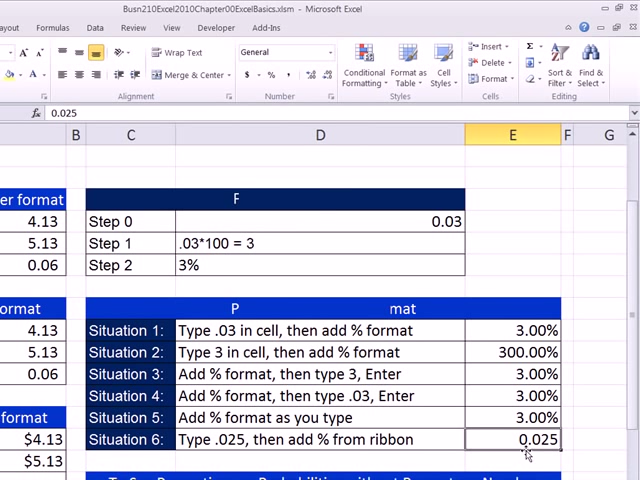 Busn210Excel2010Chapter00ExcelBasics.xlsm - Microsoft Excel
Layout Formulas Data Review View Developer Add-Ins
Wrap Text General Insert
Merge & Center Conditional Formatting Format as Table Cell Styles Delete Format Sort & Filter Find & Select
Alignment Number Styles Cells Editing
fx 0.025
B C D E F G
er format F
4.13 Step 0 0.03
5.13 Step 1 .03*100 = 3
0.06 Step 2 3%
ormat P mat
4.13 Situation 1: Type .03 in cell, then add % format 3.00%
5.13 Situation 2: Type 3 in cell, then add % format 300.00%
0.06 Situation 3: Add % format, then type 3, Enter 3.00%
Situation 4: Add % format, then type .03, Enter 3.00%
format Situation 5: Add % format as you type 3.00%
$4.13 Situation 6: Type .025, then add % from ribbon 0.025
$5.13